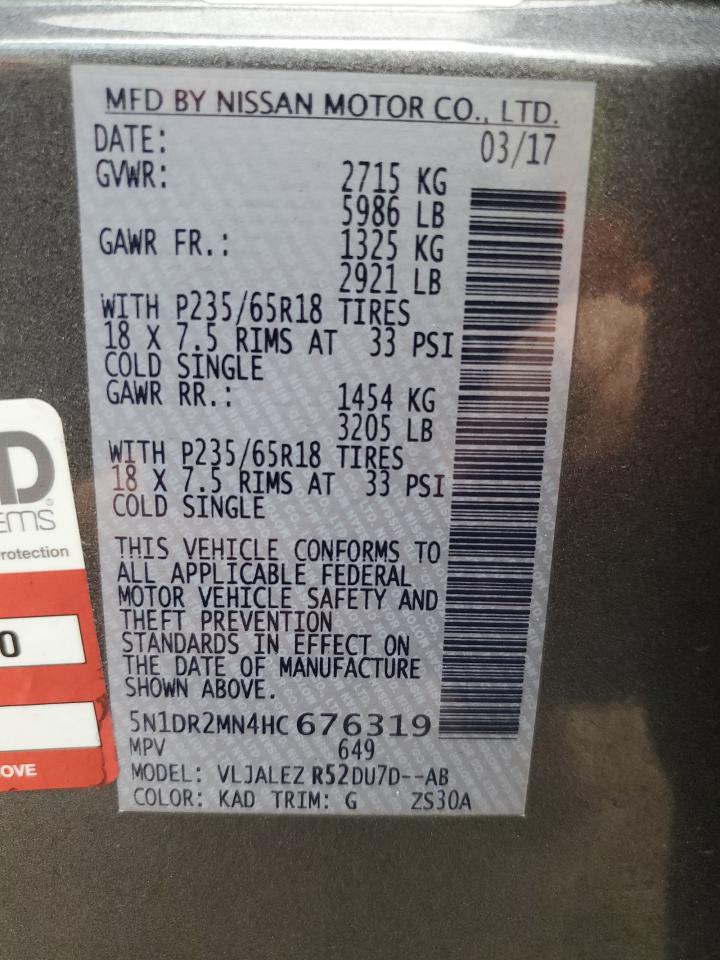 MFD BY NISSAN MOTOR CO., LTD.
DATE: 03/17
GVWR: 2715 KG
5986 LB
GAWR FR.: 1325 KG
2921 LB
WITH P235/65R18 TIRES
18 X 7.5 RIMS AT 33 PSI
COLD SINGLE
GAWR RR.: 1454 KG
3205 LB
WITH P235/65R18 TIRES
18 X 7.5 RIMS AT 33 PSI
COLD SINGLE
THIS VEHICLE CONFORMS TO
ALL APPLICABLE FEDERAL
MOTOR VEHICLE SAFETY AND
THEFT PREVENTION
STANDARDS IN EFFECT ON
THE DATE OF MANUFACTURE
SHOWN ABOVE.
5N1DR2MN4HC676319
MPV 649
MODEL: VLJALEZ R52DU7D--AB
COLOR: KAD TRIM: G ZS30A
D®
EMS
rotection
0
OVE